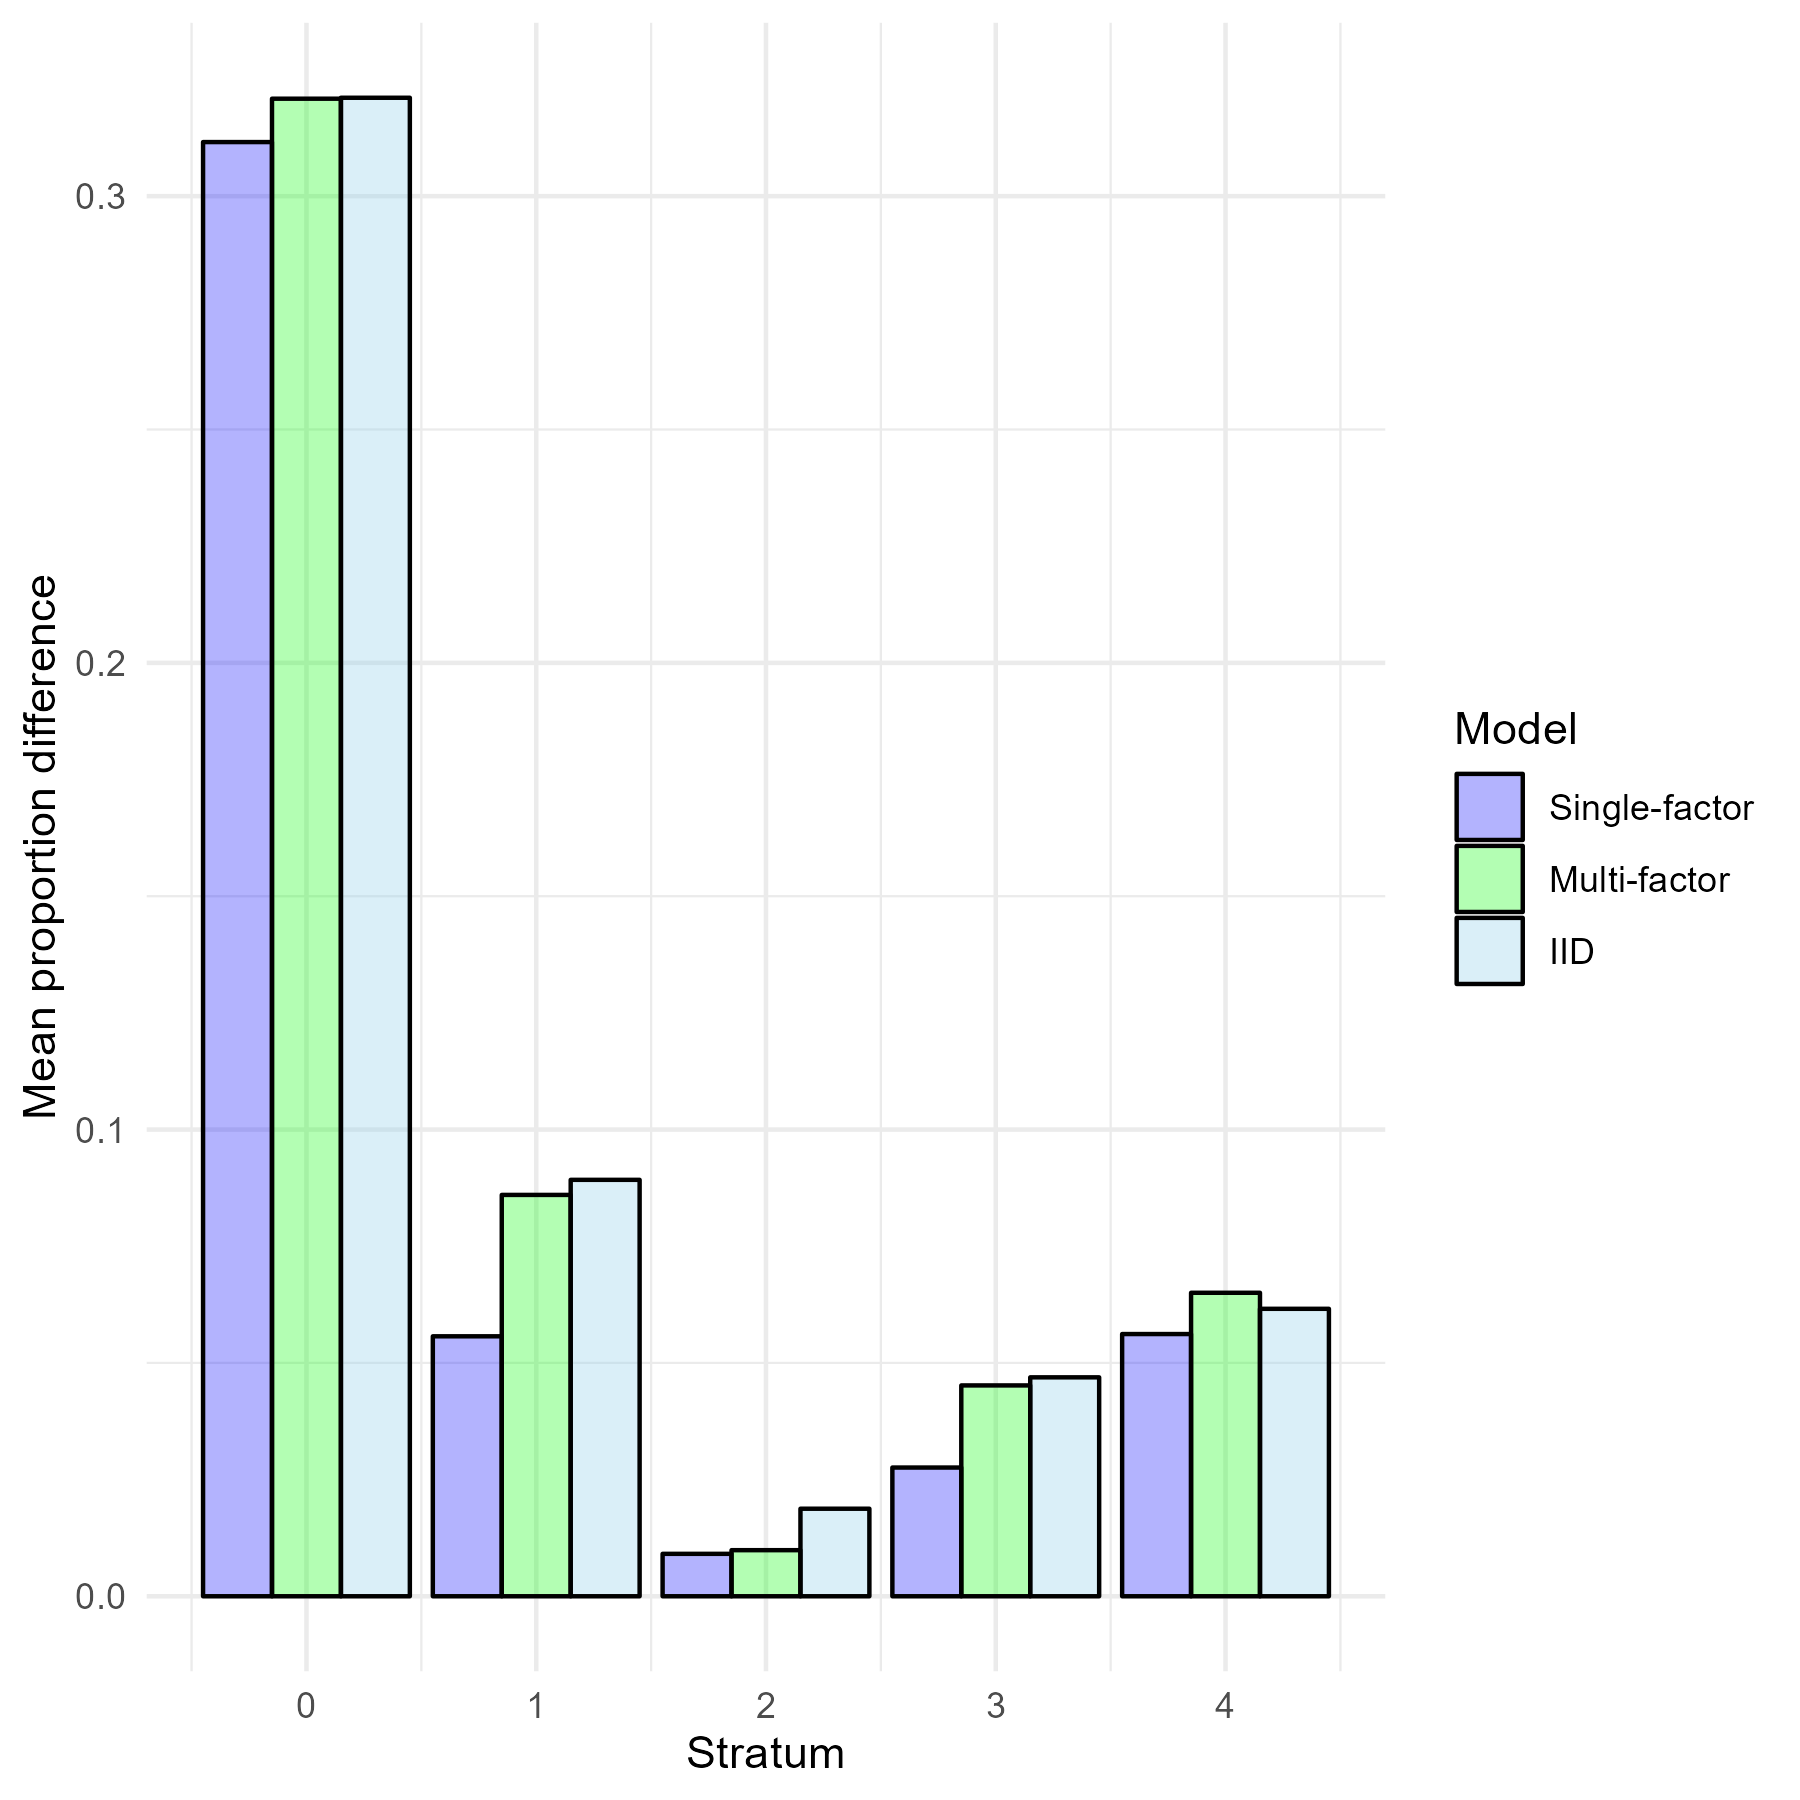 Mean proportion difference
0.3
0.2
0.1
0.0
0
1
2
3
4
Stratum
Model
Single-factor
Multi-factor
IID